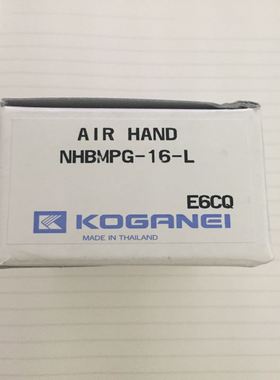 AIR HAND
NHBMPG-16-L
E6CQ
KOGANEI
MADE IN THAILAND